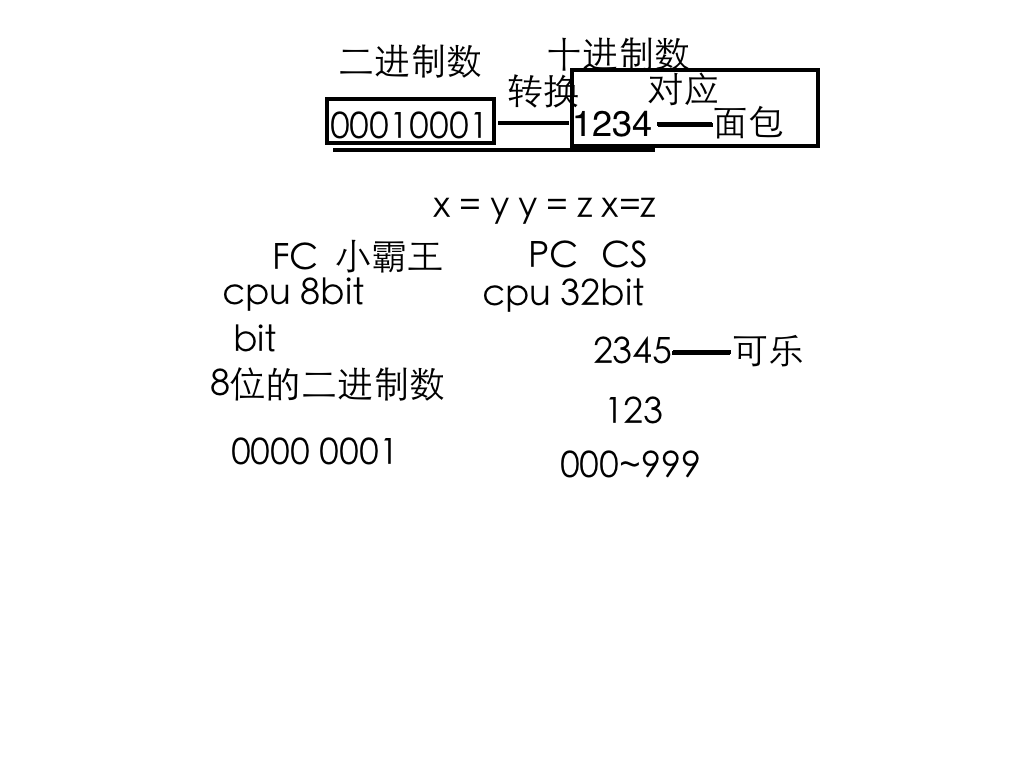 二进制数 十进制数
转换 对应
00010001 1234 面包
x = y y = z x=z
FC 小霸王 PC CS
cpu 8bit cpu 32bit
bit
2345 可乐
8位的二进制数
123
0000 0001
000~999